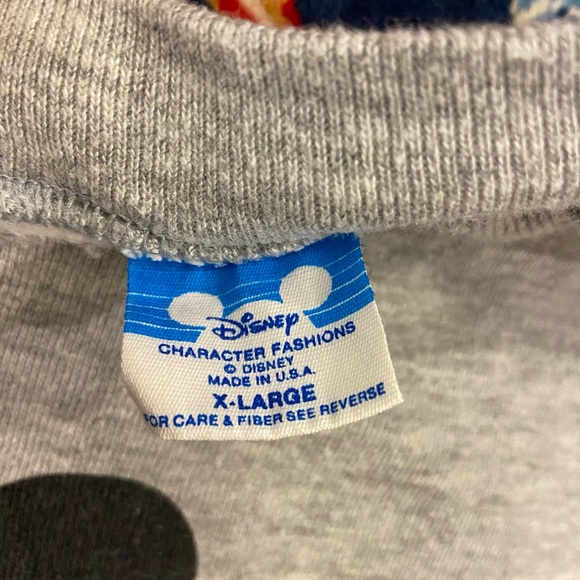 Disney
CHARACTER FASHIONS
© DISNEY
MADE IN U.S.A.
X-LARGE
FOR CARE & FIBER SEE REVERSE